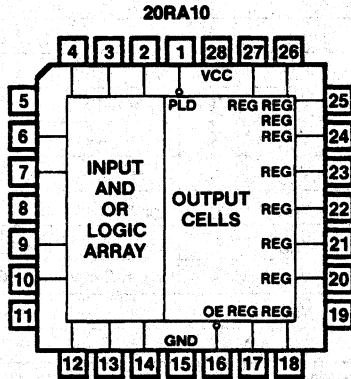 20RA10
4 3 2 1 28 27 26
VCC
5 PLD REG REG 25
REG
6 REG 24
7 INPUT REG 23
AND
8 OR OUTPUT REG 22
LOGIC CELLS
9 ARRAY REG 21
10 REG 20
11 OE REG REG 19
GND
12 13 14 15 16 17 18